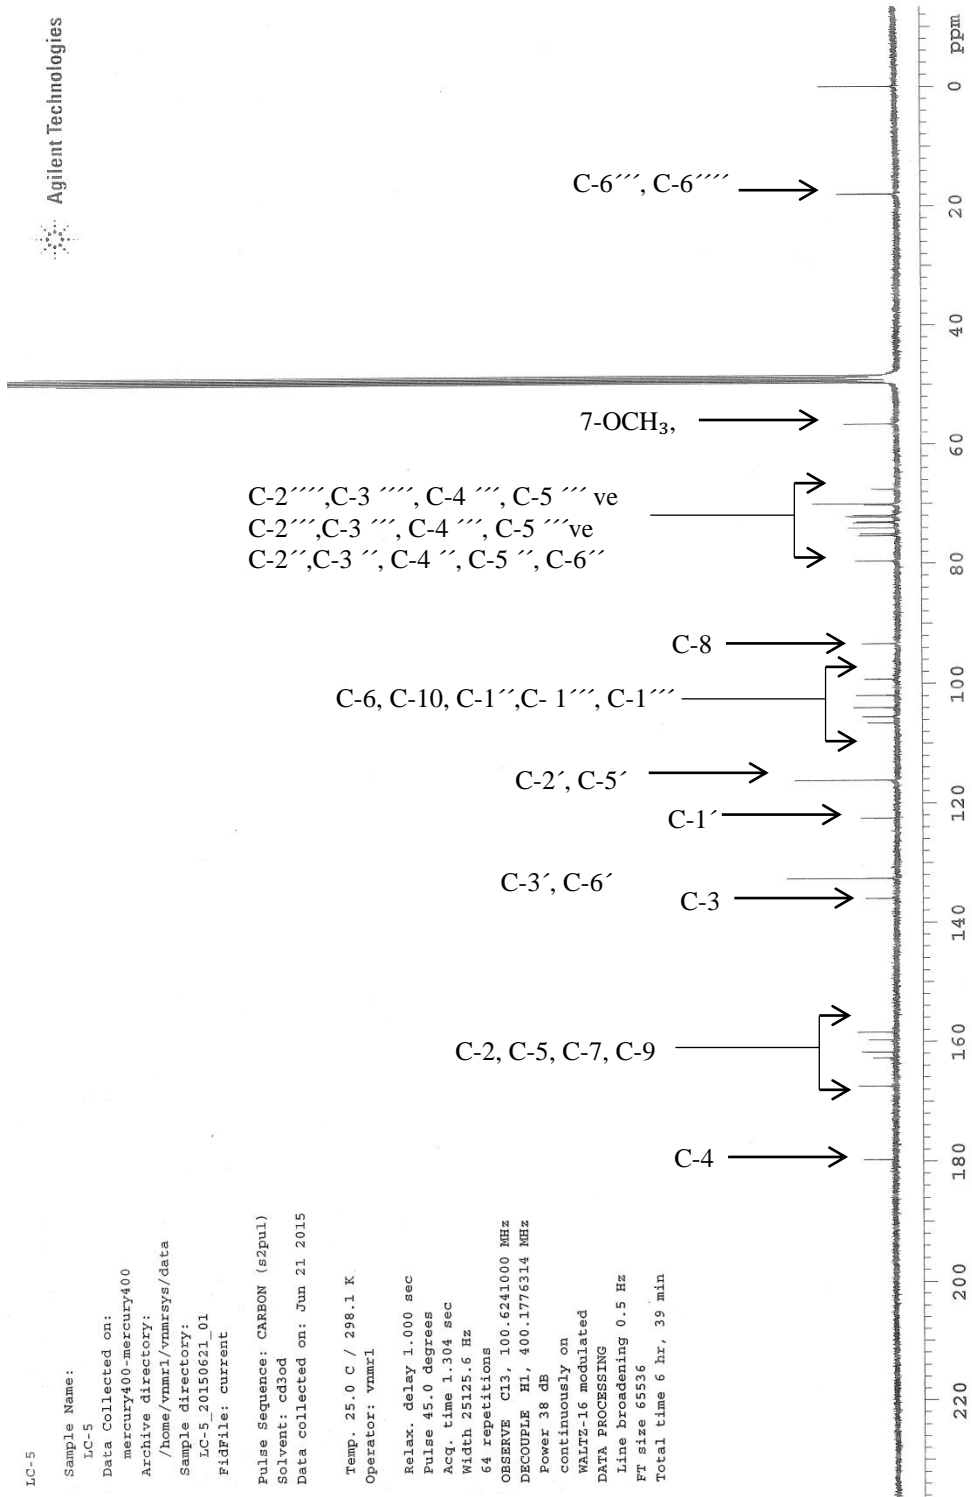 LC-5
Sample Name:
LC-5
Data Collected on:
mercury400-mercury400
Archive directory:
/home/vnmr1/vnmrsys/data
Sample directory:
LC-5_20150621_01
FidFile: current
Pulse Sequence: CARBON (s2pul)
Solvent: cd3od
Data collected on: Jun 21 2015
Temp. 25.0 C / 298.1 K
Operator: vnmr1
Relax. delay 1.000 sec
Pulse 45.0 degrees
Acq. time 1.304 sec
Width 25125.6 Hz
64 repetitions
OBSERVE C13, 100.6241000 MHz
DECOUPLE H1, 400.1776314 MHz
Power 38 dB
continuously on
WALTZ-16 modulated
DATA PROCESSING
Line broadening 0.5 Hz
FT size 65536
Total time 6 hr, 39 min
Agilent Technologies
C-6´´´, C-6´´´´
7-OCH₃,
C-2´´´´,C-3 ´´´´, C-4 ´´´, C-5 ´´´ ve
C-2´´´,C-3 ´´´, C-4 ´´´, C-5 ´´´ve
C-2´´,C-3 ´´, C-4 ´´, C-5 ´´, C-6´´
C-8
C-6, C-10, C-1´´,C- 1´´´, C-1´´´
C-2´, C-5´
C-1´
C-3´, C-6´
C-3
C-2, C-5, C-7, C-9
C-4
220 200 180 160 140 120 100 80 60 40 20 0 ppm